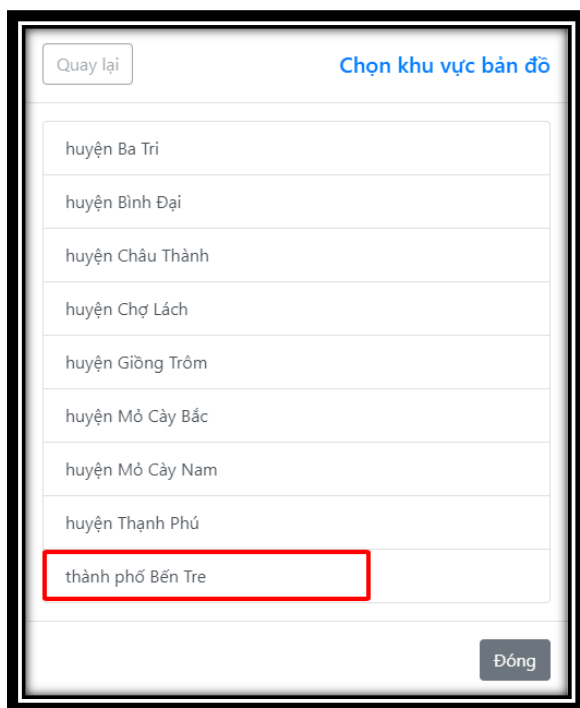 Quay lại
Chọn khu vực bản đồ
huyện Ba Tri
huyện Bình Đại
huyện Châu Thành
huyện Chợ Lách
huyện Giồng Trôm
huyện Mỏ Cày Bắc
huyện Mỏ Cày Nam
huyện Thạnh Phú
thành phố Bến Tre
Đóng